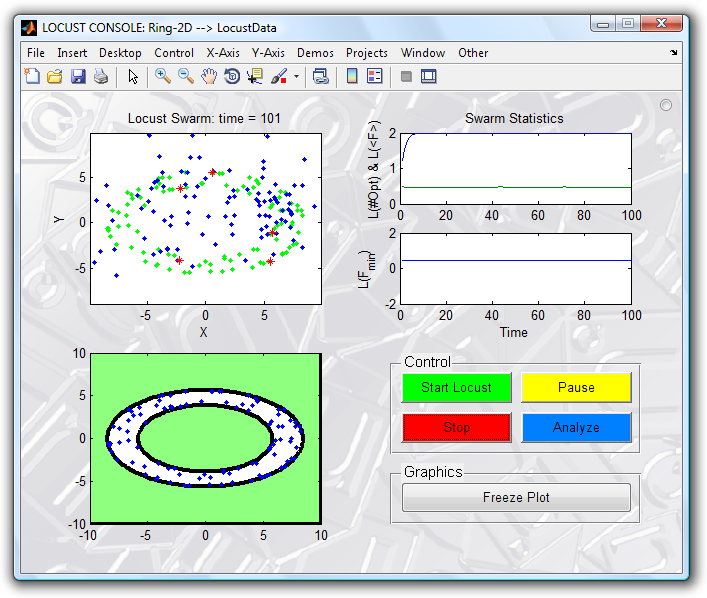 LOCUST CONSOLE: Ring-2D --> LocustData
File Insert Desktop Control X-Axis Y-Axis Demos Projects Window Other
Locust Swarm: time = 101
5
0
-5
Y
-5 0 5
X
Swarm Statistics
2
1
0
L(#Opt) & L(<F>)
0 20 40 60 80 100
2
0
-2
L(Fmin)
0 20 40 60 80 100
Time
10
5
0
-5
-10
-10 -5 0 5 10
Control
Start Locust Pause
Stop Analyze
Graphics
Freeze Plot